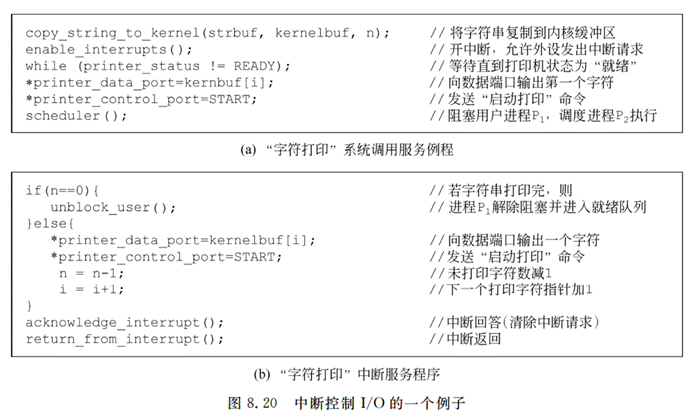 copy_string_to_kernel(strbuf, kernelbuf, n); //将字符串复制到内核缓冲区
enable_interrupts(); //开中断，允许外设发出中断请求
while (printer_status != READY); //等待直到打印机状态为“就绪”
*printer_data_port=kernbuf[i]; //向数据端口输出第一个字符
*printer_control_port=START; //发送“启动打印”命令
scheduler(); //阻塞用户进程P1，调度进程P2执行
(a) “字符打印”系统调用服务例程
if(n==0){ //若字符串打印完，则
unblock_user(); //进程P1解除阻塞并进入就绪队列
}else{
*printer_data_port=kernelbuf[i]; //向数据端口输出一个字符
*printer_control_port=START; //发送“启动打印”命令
n = n-1; //未打印字符数减1
i = i+1; //下一个打印字符指针加1
}
acknowledge_interrupt(); //中断回答(清除中断请求)
return_from_interrupt(); //中断返回
(b) “字符打印”中断服务程序
图 8.20 中断控制 I/O 的一个例子